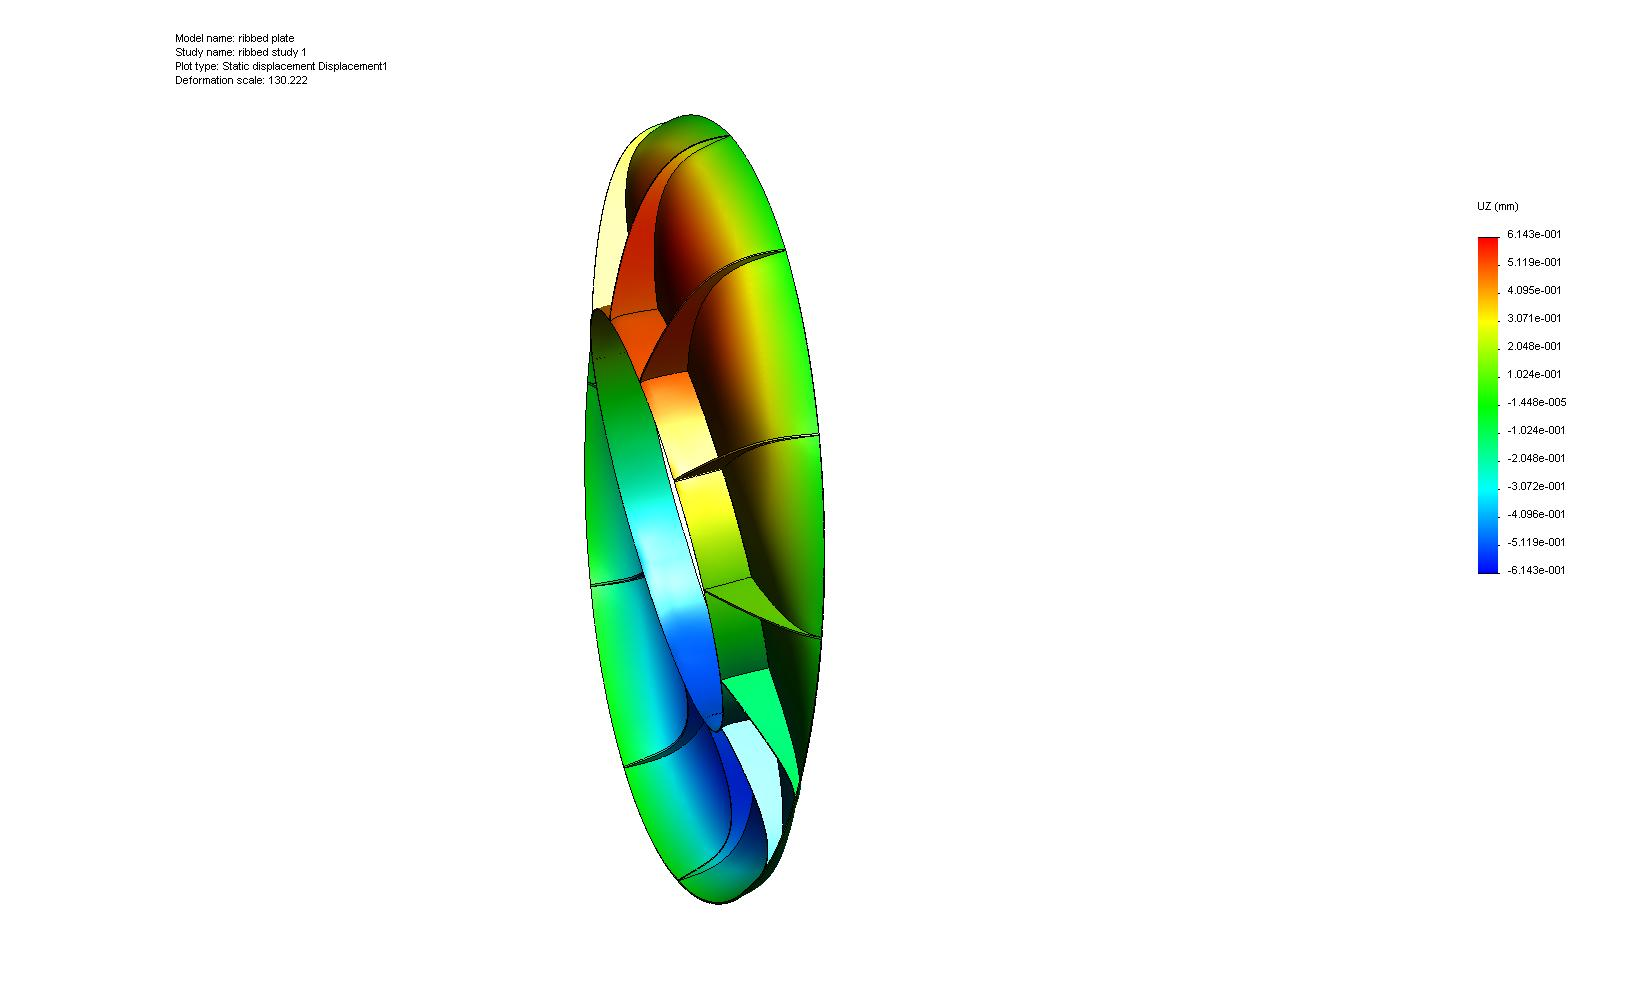 Model name: ribbed plate
Study name: ribbed study 1
Plot type: Static displacement Displacement1
Deformation scale: 130.222
UZ (mm)
6.143e-001
5.119e-001
4.095e-001
3.071e-001
2.048e-001
1.024e-001
-1.448e-005
-1.024e-001
-2.048e-001
-3.072e-001
-4.096e-001
-5.119e-001
-6.143e-001